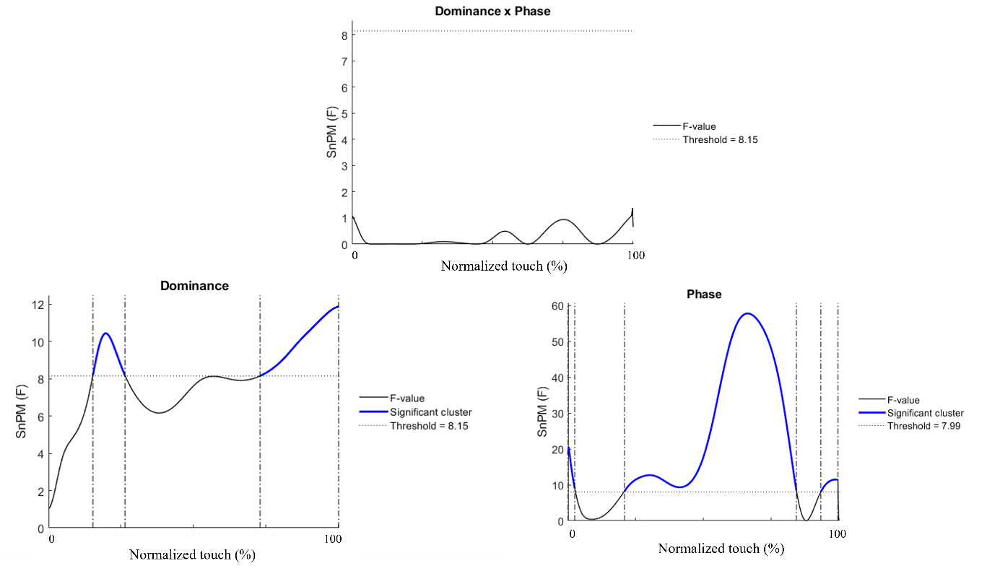 Dominance x Phase
8
7
6
5
4
3
2
1
0
SnPM (F)
0
100
Normalized touch (%)
F-value
Threshold = 8.15
Dominance
12
10
8
6
4
2
0
SnPM (F)
0
100
Normalized touch (%)
F-value
Significant cluster
Threshold = 8.15
Phase
60
50
40
30
20
10
0
SnPM (F)
0
100
Normalized touch (%)
F-value
Significant cluster
Threshold = 7.99